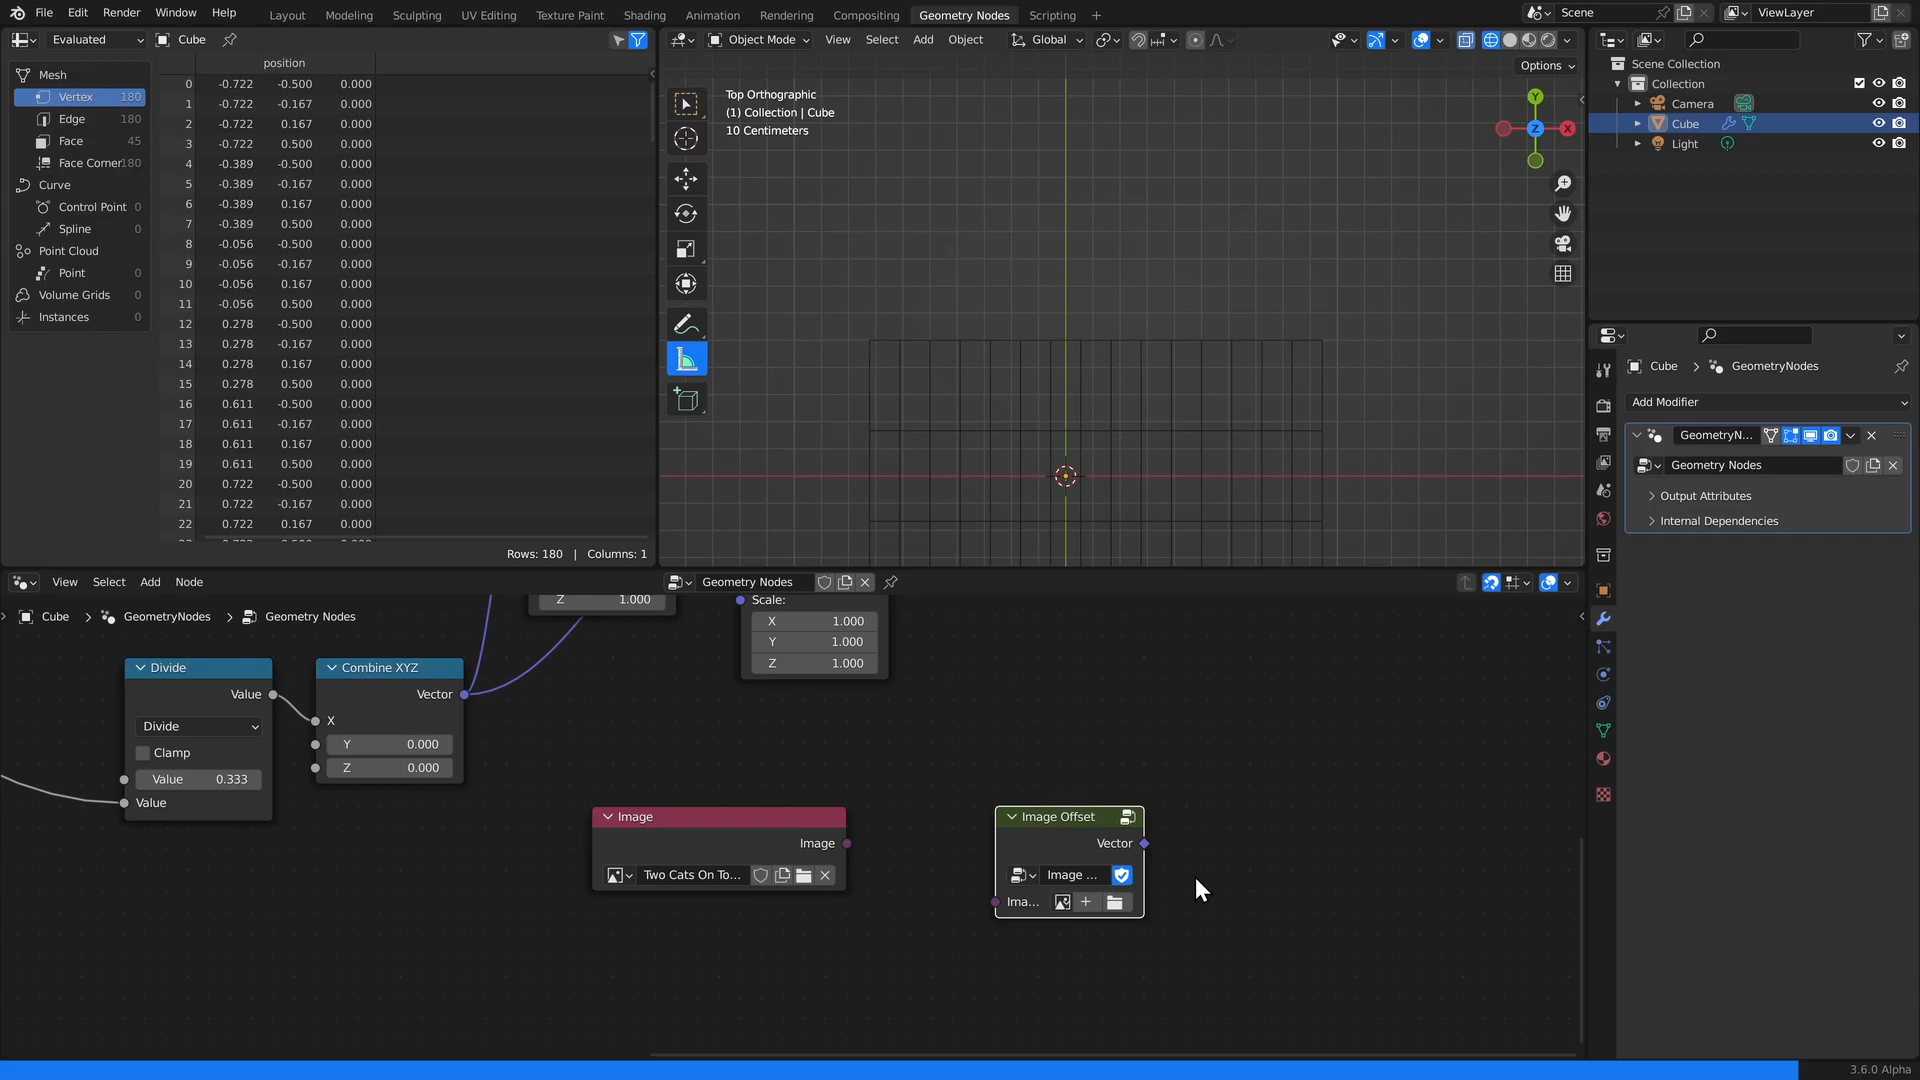 File Edit Render Window Help Layout Modeling Sculpting UV Editing Texture Paint Shading Animation Rendering Compositing Geometry Nodes Scripting Scene ViewLayer
Evaluated Cube
Object Mode View Select Add Object Global
Options
position
Mesh
Vertex 180
Edge 180
Face 45
Face Corner 180
Curve
Control Point 0
Spline 0
Point Cloud
Point 0
Volume Grids 0
Instances 0
0 -0.722 -0.500 0.000
1 -0.722 -0.167 0.000
2 -0.722 0.167 0.000
3 -0.722 0.500 0.000
4 -0.389 -0.500 0.000
5 -0.389 -0.167 0.000
6 -0.389 0.167 0.000
7 -0.389 0.500 0.000
8 -0.056 -0.500 0.000
9 -0.056 -0.167 0.000
10 -0.056 0.167 0.000
11 -0.056 0.500 0.000
12 0.278 -0.500 0.000
13 0.278 -0.167 0.000
14 0.278 0.167 0.000
15 0.278 0.500 0.000
16 0.611 -0.500 0.000
17 0.611 -0.167 0.000
18 0.611 0.167 0.000
19 0.611 0.500 0.000
20 0.722 -0.500 0.000
21 0.722 -0.167 0.000
22 0.722 0.167 0.000
Rows: 180 | Columns: 1
Top Orthographic
(1) Collection | Cube
10 Centimeters
Y
Z X
Scene Collection
Collection
Camera
Cube
Light
Cube > GeometryNodes
Add Modifier
GeometryN...
Geometry Nodes
Output Attributes
Internal Dependencies
View Select Add Node Geometry Nodes
Cube > GeometryNodes > Geometry Nodes
Z 1.000
Scale:
X 1.000
Y 1.000
Z 1.000
Divide
Value
Divide
Clamp
Value 0.333
Value
Combine XYZ
Vector
X
Y 0.000
Z 0.000
Image
Image
Two Cats On To...
Image Offset
Vector
Image ...
Ima...
3.6.0 Alpha